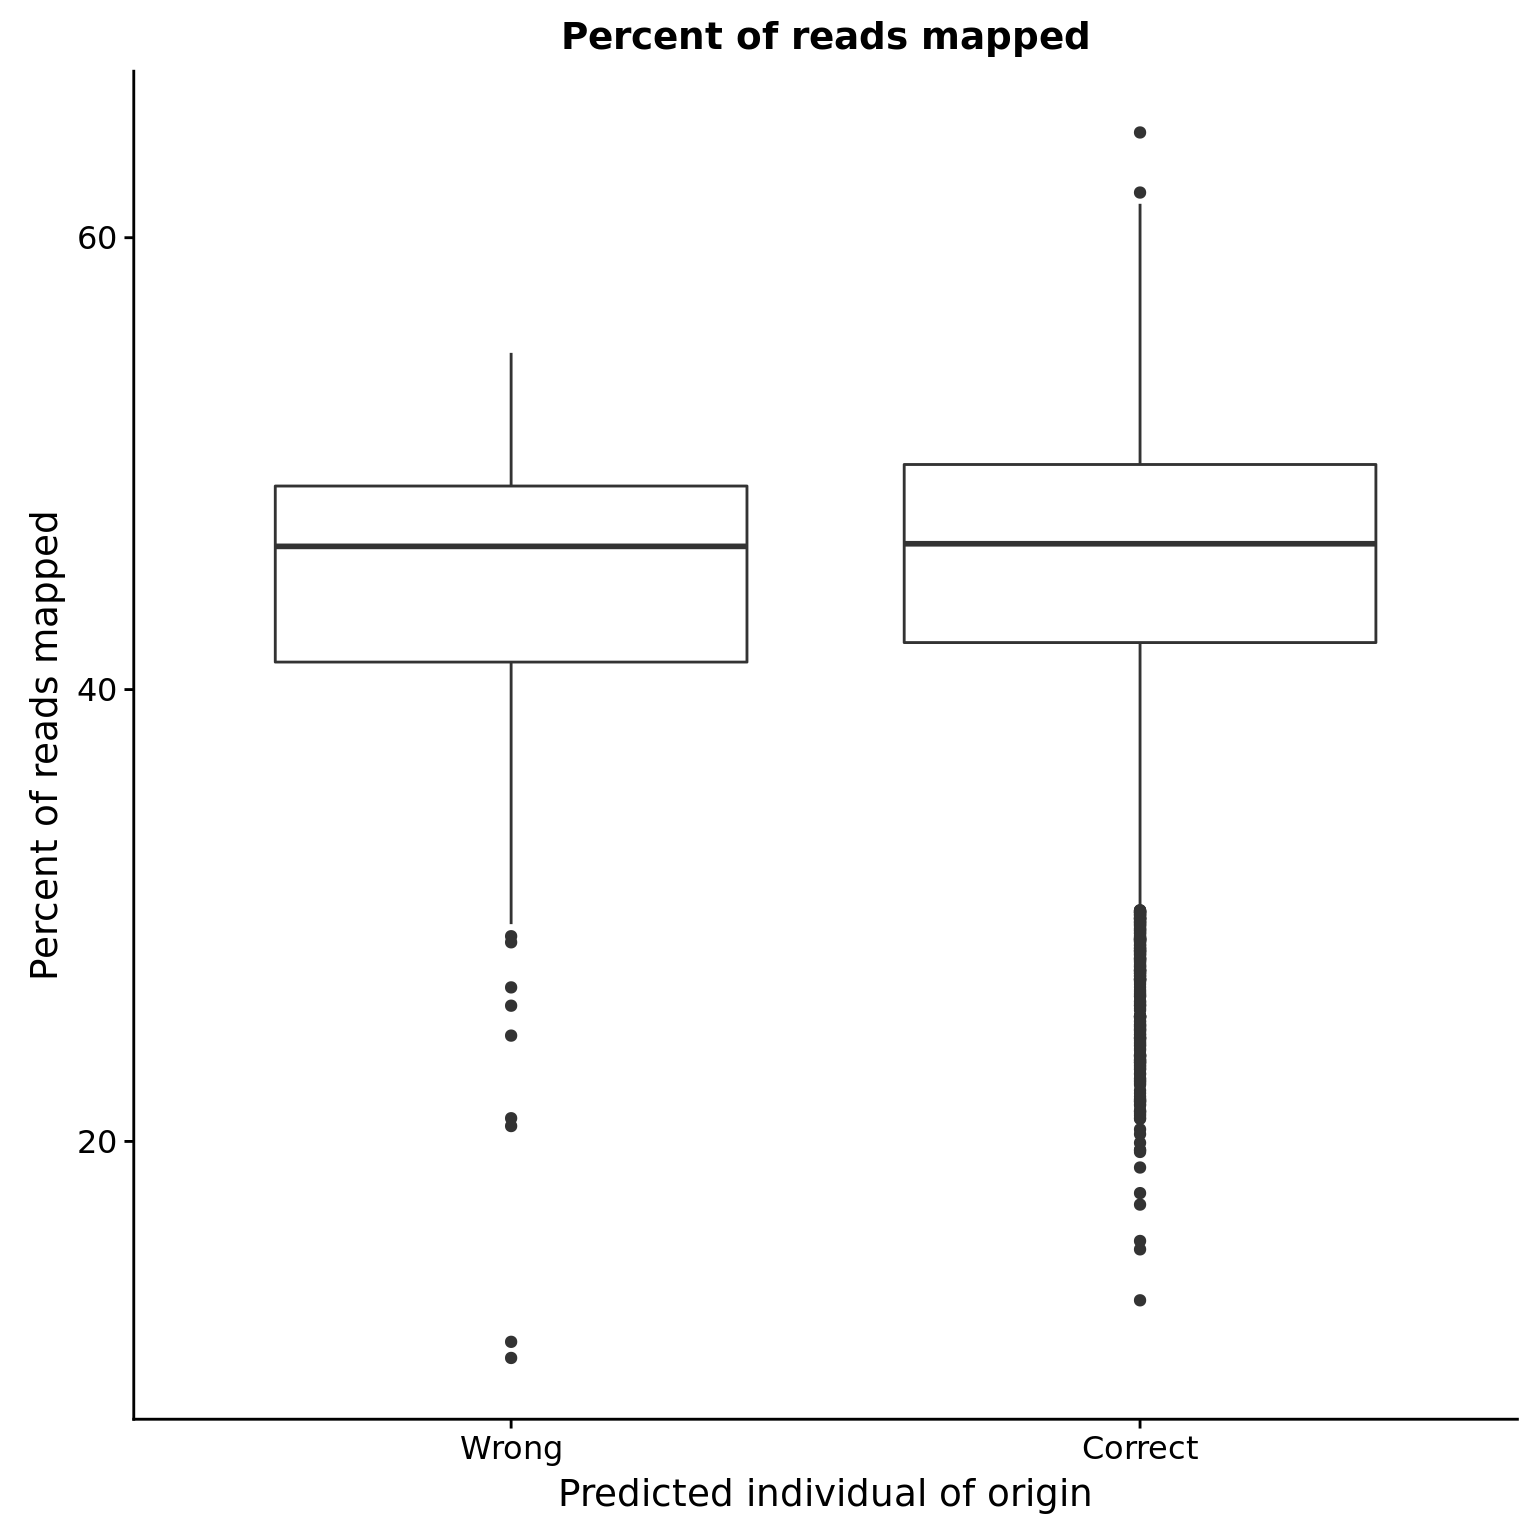 Percent of reads mapped
Percent of reads mapped
60
40
20
Wrong
Correct
Predicted individual of origin